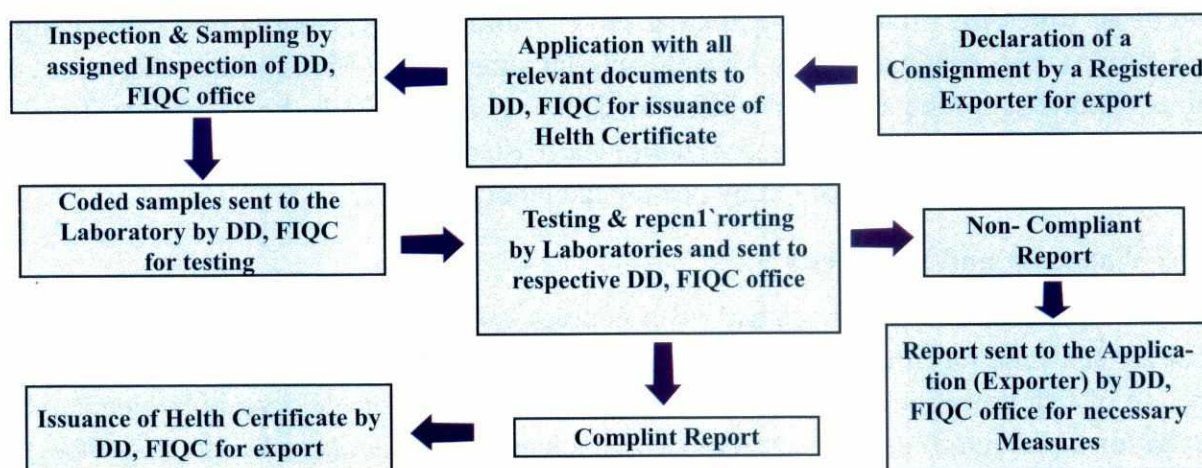 Inspection & Sampling by
assigned Inspection of DD,
FIQC office
Application with all
relevant documents to
DD, FIQC for issuance of
Helth Certificate
Declaration of a
Consignment by a Registered
Exporter for export
Coded samples sent to the
Laboratory by DD, FIQC
for testing
Testing & repcn1`rorting
by Laboratories and sent to
respective DD, FIQC office
Non- Compliant
Report
Report sent to the Applica-
tion (Exporter) by DD,
FIQC office for necessary
Measures
Issuance of Helth Certificate by
DD, FIQC for export
Complint Report